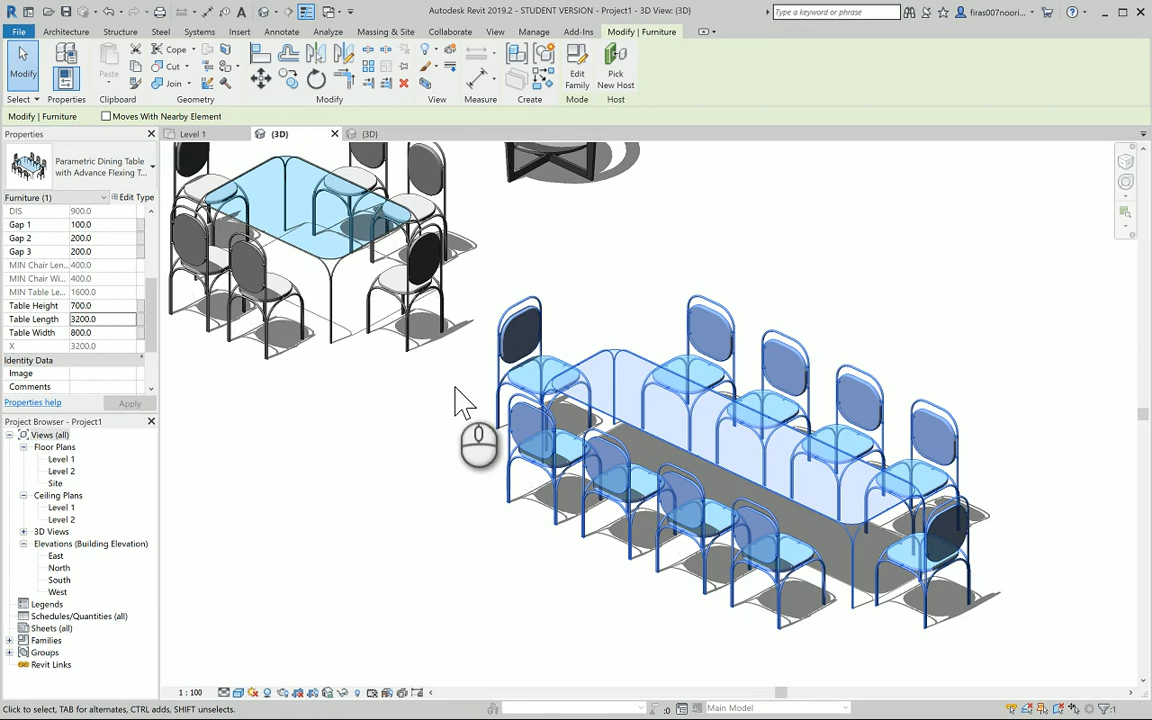 Autodesk Revit 2019.2 - STUDENT VERSION - Project1 - 3D View: {3D}
Type a keyword or phrase
firas007noori...
File Architecture Structure Steel Systems Insert Annotate Analyze Massing & Site Collaborate View Manage Add-Ins Modify | Furniture
Modify
Paste
Cope
Cut
Join
Edit Family
Pick New Host
Select Properties Clipboard Geometry Modify View Measure Create Mode Host
Modify | Furniture Moves With Nearby Element
Properties
Level 1 {3D} {3D}
Parametric Dining Table with Advance Flexing T...
Furniture (1) Edit Type
DIS 900.0
Gap 1 100.0
Gap 2 200.0
Gap 3 200.0
MIN Chair Len... 400.0
MIN Chair Wi... 400.0
MIN Table Le... 1600.0
Table Height 700.0
Table Length 3200.0
Table Width 800.0
X 3200.0
Identity Data
Image
Comments
Properties help Apply
Project Browser - Project1
Views (all)
Floor Plans
Level 1
Level 2
Site
Ceiling Plans
Level 1
Level 2
3D Views
Elevations (Building Elevation)
East
North
South
West
Legends
Schedules/Quantities (all)
Sheets (all)
Families
Groups
Revit Links
1 : 100
Click to select, TAB for alternates, CTRL adds, SHIFT unselects.
:0
Main Model
:1